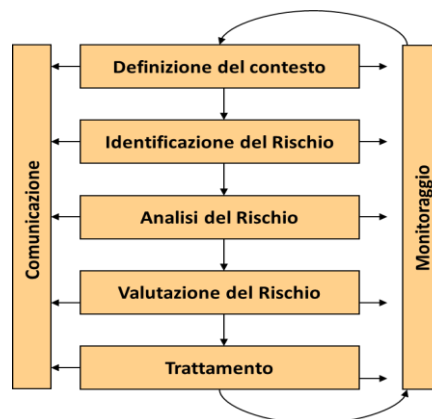 Definizione del contesto
Identificazione del Rischio
Analisi del Rischio
Valutazione del Rischio
Trattamento
Comunicazione
Monitoraggio